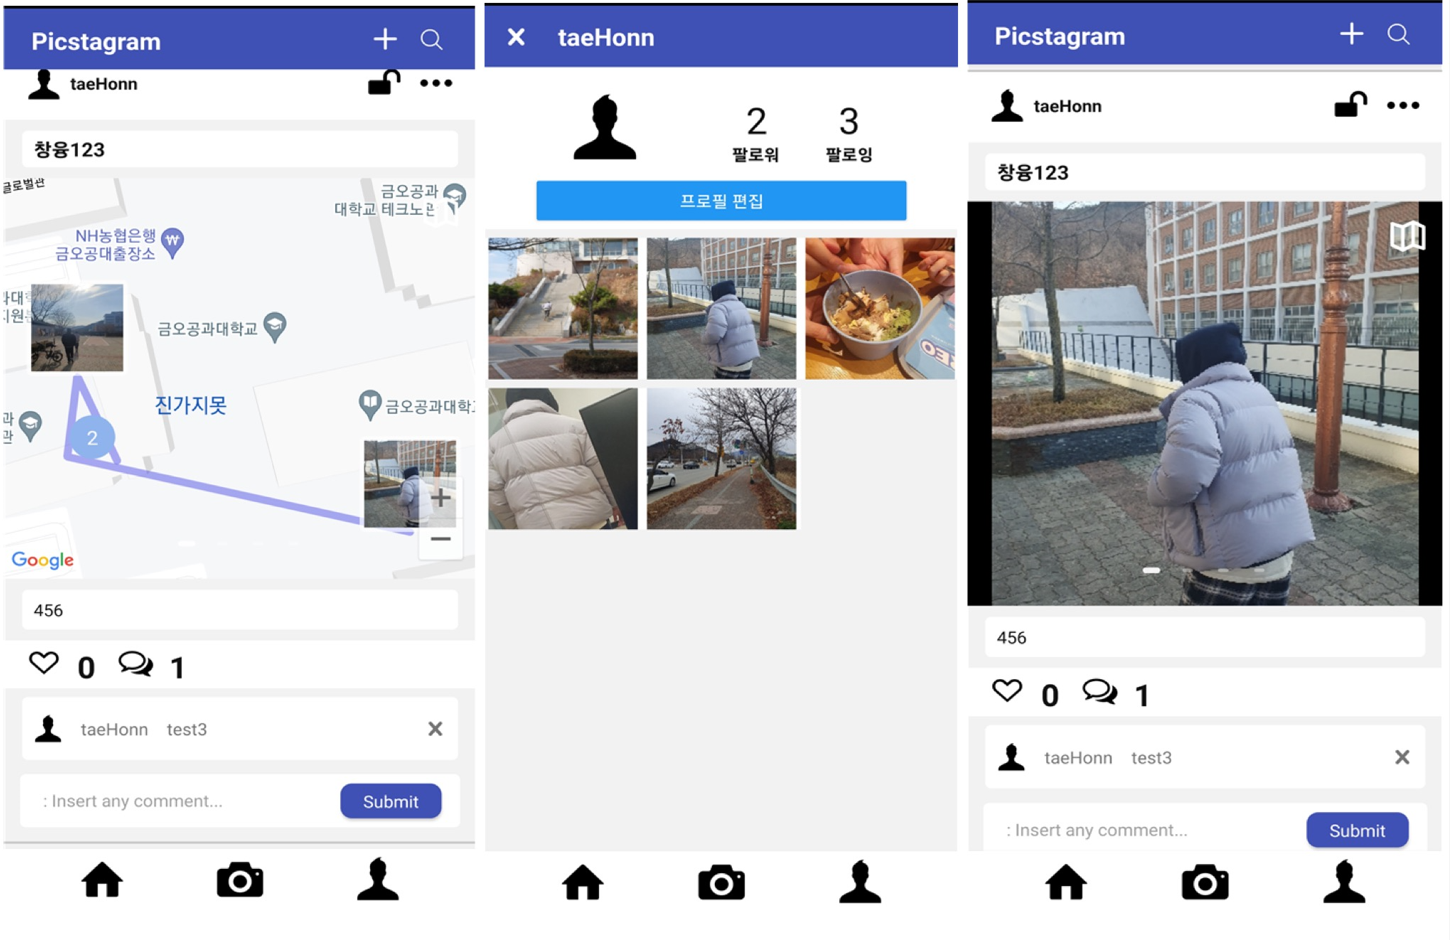 Picstagram
taeHonn
창융123
글로벌관
금오공과
대학교 테크노관
NH농협은행
금오공대출장소
금오공과대학교
진가지못
금오공과대학교
2
Google
456
0 1
taeHonn test3
: Insert any comment...
Submit
taeHonn
2 3
팔로워 팔로잉
프로필 편집
Picstagram
taeHonn
창융123
456
0 1
taeHonn test3
: Insert any comment...
Submit